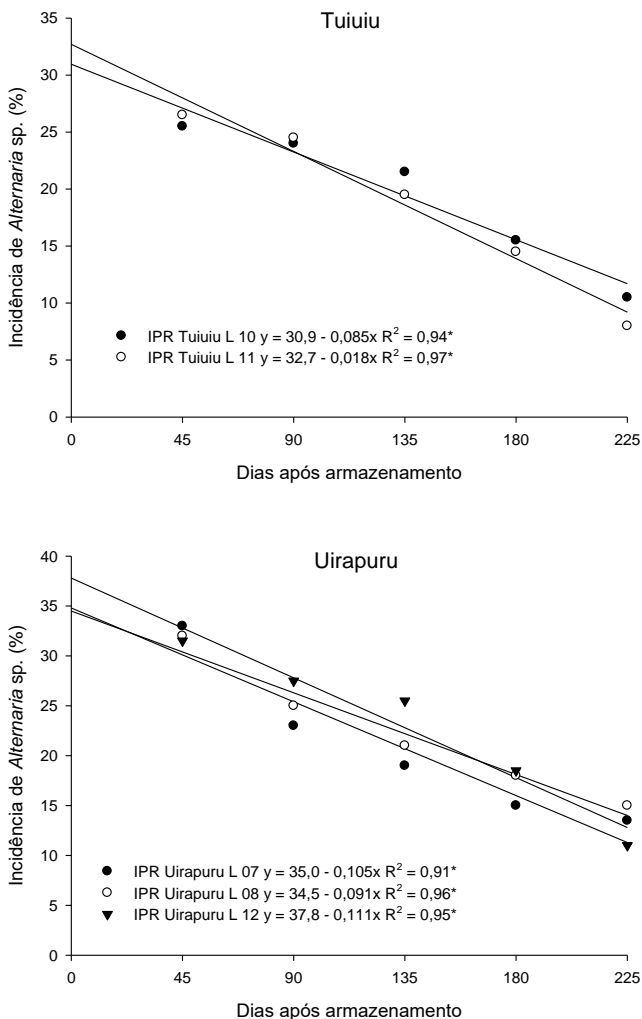 Tuiuiu
35
30
25
20
15
10
5
0
Incidência de Alternaria sp. (%)
IPR Tuiuiu L 10 y = 30,9 - 0,085x R² = 0,94*
IPR Tuiuiu L 11 y = 32,7 - 0,018x R² = 0,97*
0 45 90 135 180 225
Dias após armazenamento
Uirapuru
40
35
30
25
20
15
10
5
0
Incidência de Alternaria sp. (%)
IPR Uirapuru L 07 y = 35,0 - 0,105x R² = 0,91*
IPR Uirapuru L 08 y = 34,5 - 0,091x R² = 0,96*
IPR Uirapuru L 12 y = 37,8 - 0,111x R² = 0,95*
0 45 90 135 180 225
Dias após armazenamento